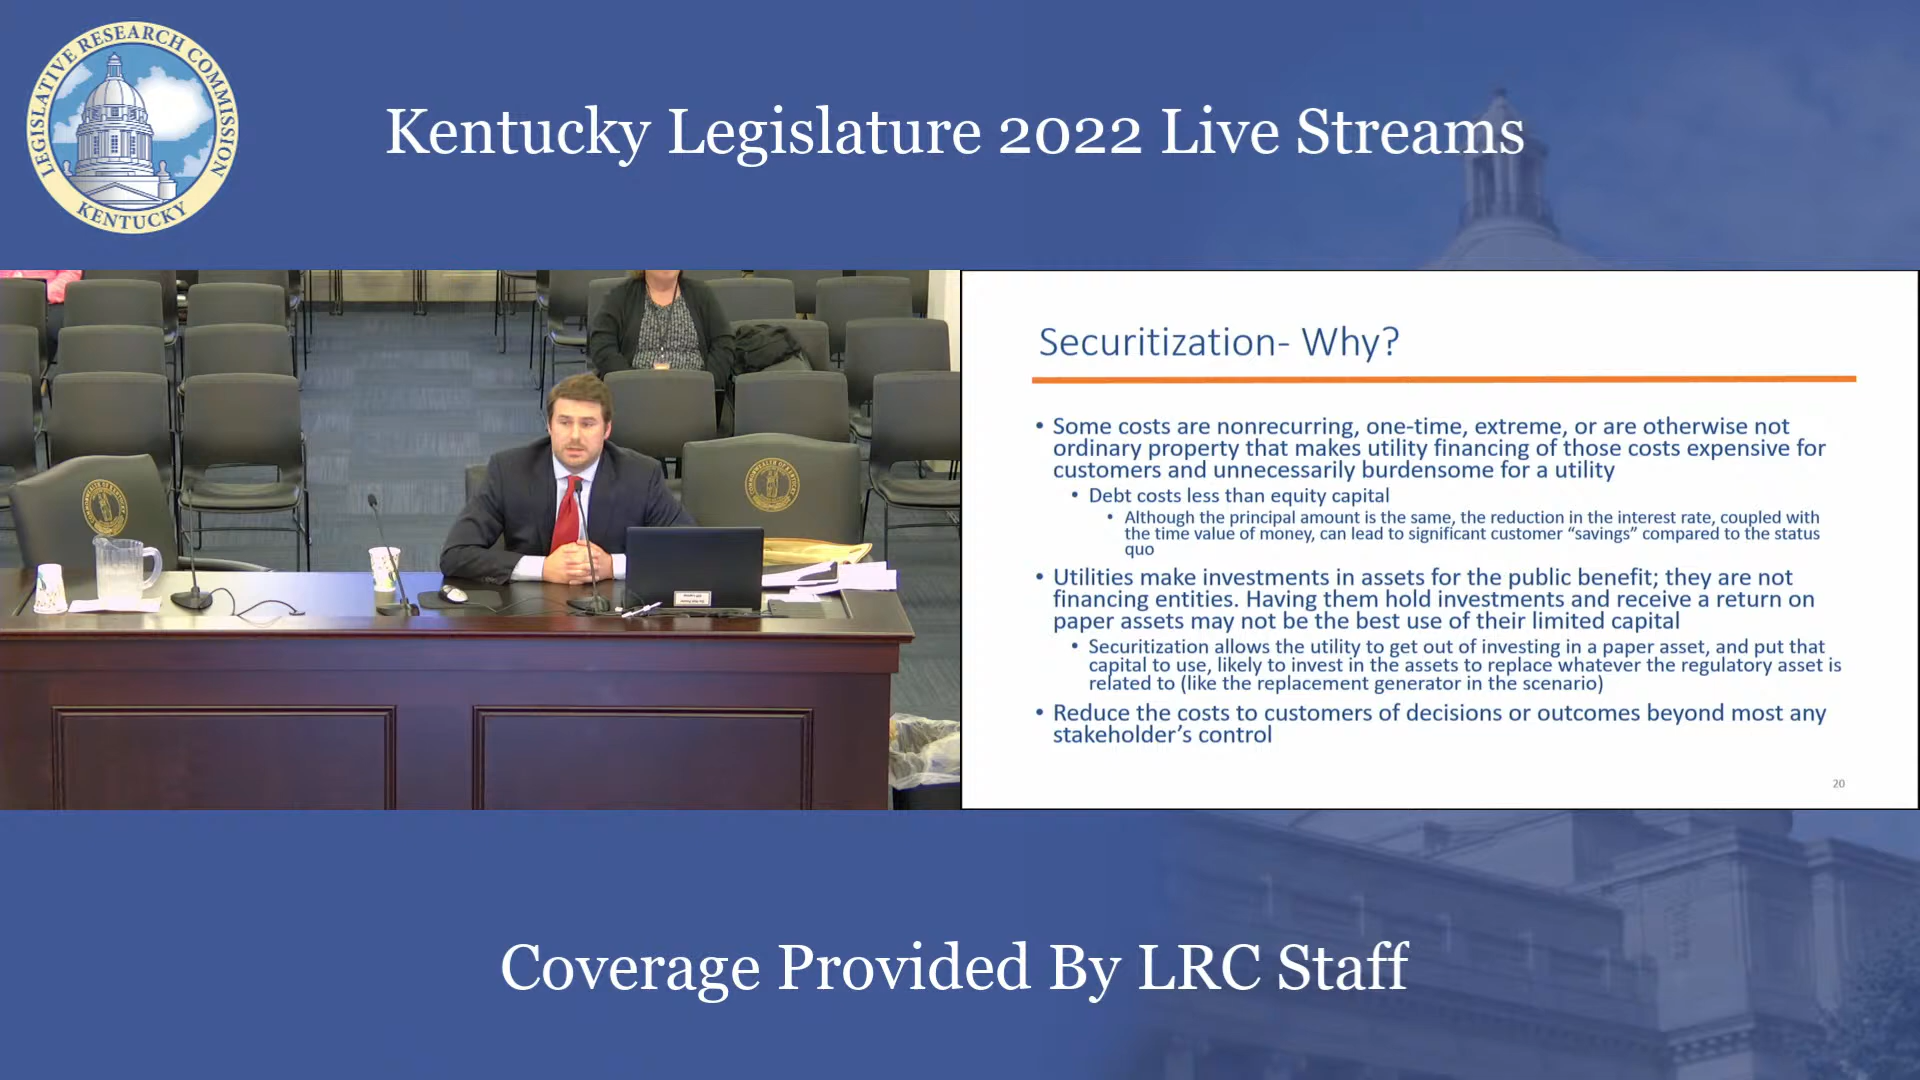 LEGISLATIVE RESEARCH COMMISSION
KENTUCKY
Kentucky Legislature 2022 Live Streams
Securitization- Why?
• Some costs are nonrecurring, one-time, extreme, or are otherwise not
ordinary property that makes utility financing of those costs expensive for
customers and unnecessarily burdensome for a utility
• Debt costs less than equity capital
• Although the principal amount is the same, the reduction in the interest rate, coupled with
the time value of money, can lead to significant customer “savings” compared to the status
quo
• Utilities make investments in assets for the public benefit; they are not
financing entities. Having them hold investments and receive a return on
paper assets may not be the best use of their limited capital
• Securitization allows the utility to get out of investing in a paper asset, and put that
capital to use, likely to invest in the assets to replace whatever the regulatory asset is
related to (like the replacement generator in the scenario)
• Reduce the costs to customers of decisions or outcomes beyond most any
stakeholder’s control
20
Coverage Provided By LRC Staff